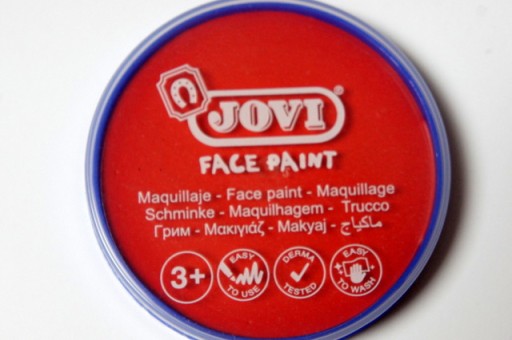 JOVI®
FACE PAINT
Maquillaje - Face paint - Maquillage
Schminke - Maquilhagem - Trucco
Грим - Μακιγιάζ - Makyaj - ماكياج
3+ EASY TO USE DERMA TESTED EASY TO WASH